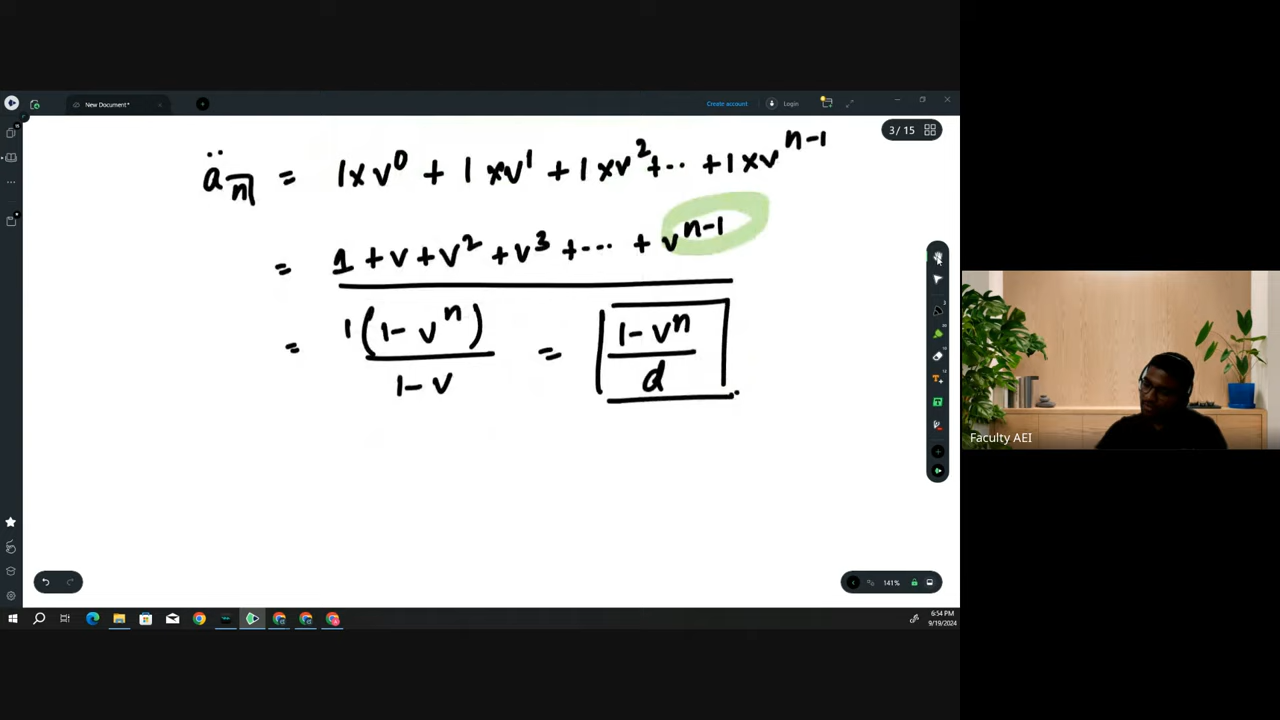 New Document*
Create account
Login
3 / 15
ä n̅| = 1×v⁰ + 1×v¹ + 1×v² + ... + 1×vⁿ⁻¹
= 1 + v + v² + v³ + ... + vⁿ⁻¹
= 1(1 - vⁿ) / 1 - v = 1 - vⁿ / d
Faculty AEI
141%
6:54 PM
9/19/2024